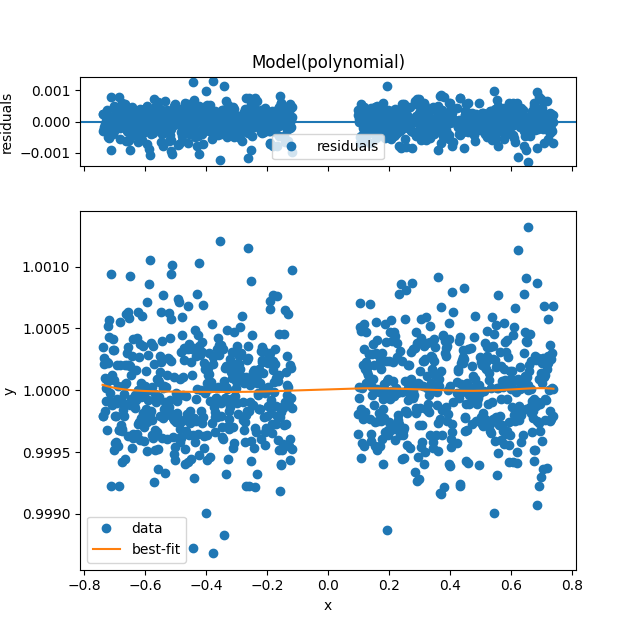 Model(polynomial)
0.001
0.000
−0.001
residuals
residuals
1.0010
1.0005
1.0000
0.9995
0.9990
y
data
best-fit
−0.8 −0.6 −0.4 −0.2 0.0 0.2 0.4 0.6 0.8
x